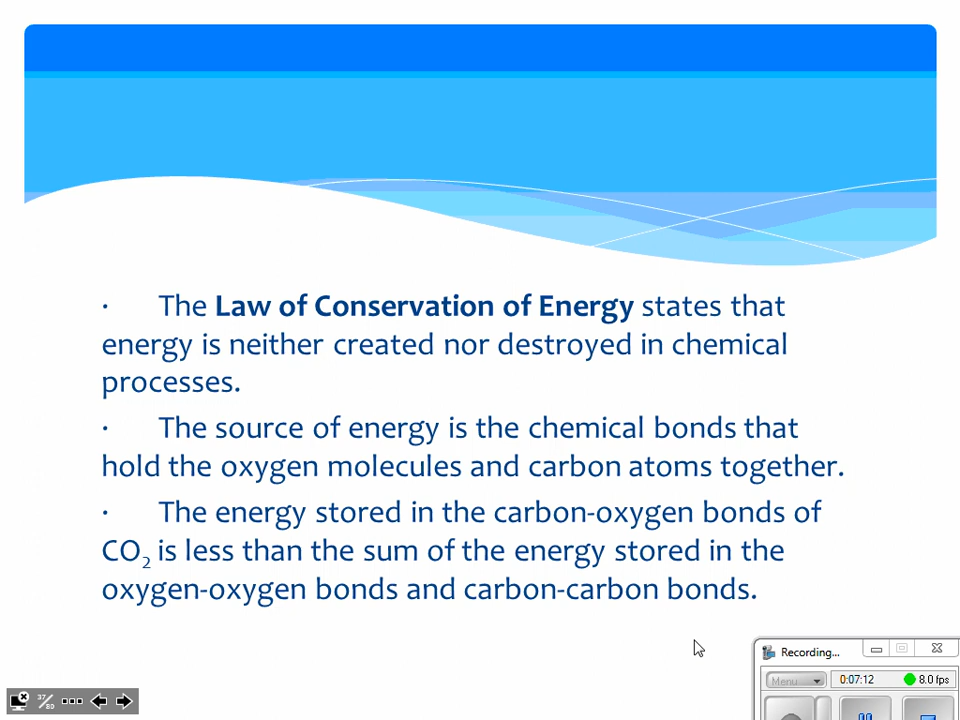 · The Law of Conservation of Energy states that
energy is neither created nor destroyed in chemical
processes.
· The source of energy is the chemical bonds that
hold the oxygen molecules and carbon atoms together.
· The energy stored in the carbon-oxygen bonds of
CO₂ is less than the sum of the energy stored in the
oxygen-oxygen bonds and carbon-carbon bonds.
Recording...
Menu 0:07:12 8.0 fps
37/80